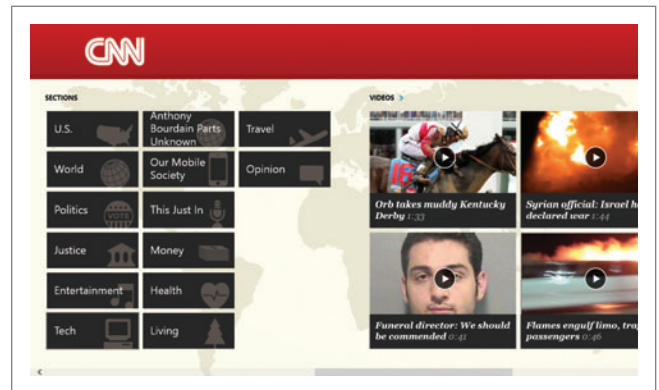 CNN
SECTIONS
VIDEOS >
U.S.
Anthony
Bourdain Parts
Unknown
Travel
World
Our Mobile
Society
Opinion
Politics
VOTE
This Just In
Justice
Money
Entertainment
Health
Tech
Living
16
Orb takes muddy Kentucky
Derby 1:33
Syrian official: Israel h
declared war 1:44
Funeral director: We should
be commended 0:41
Flames engulf limo, tra
passengers 0:46